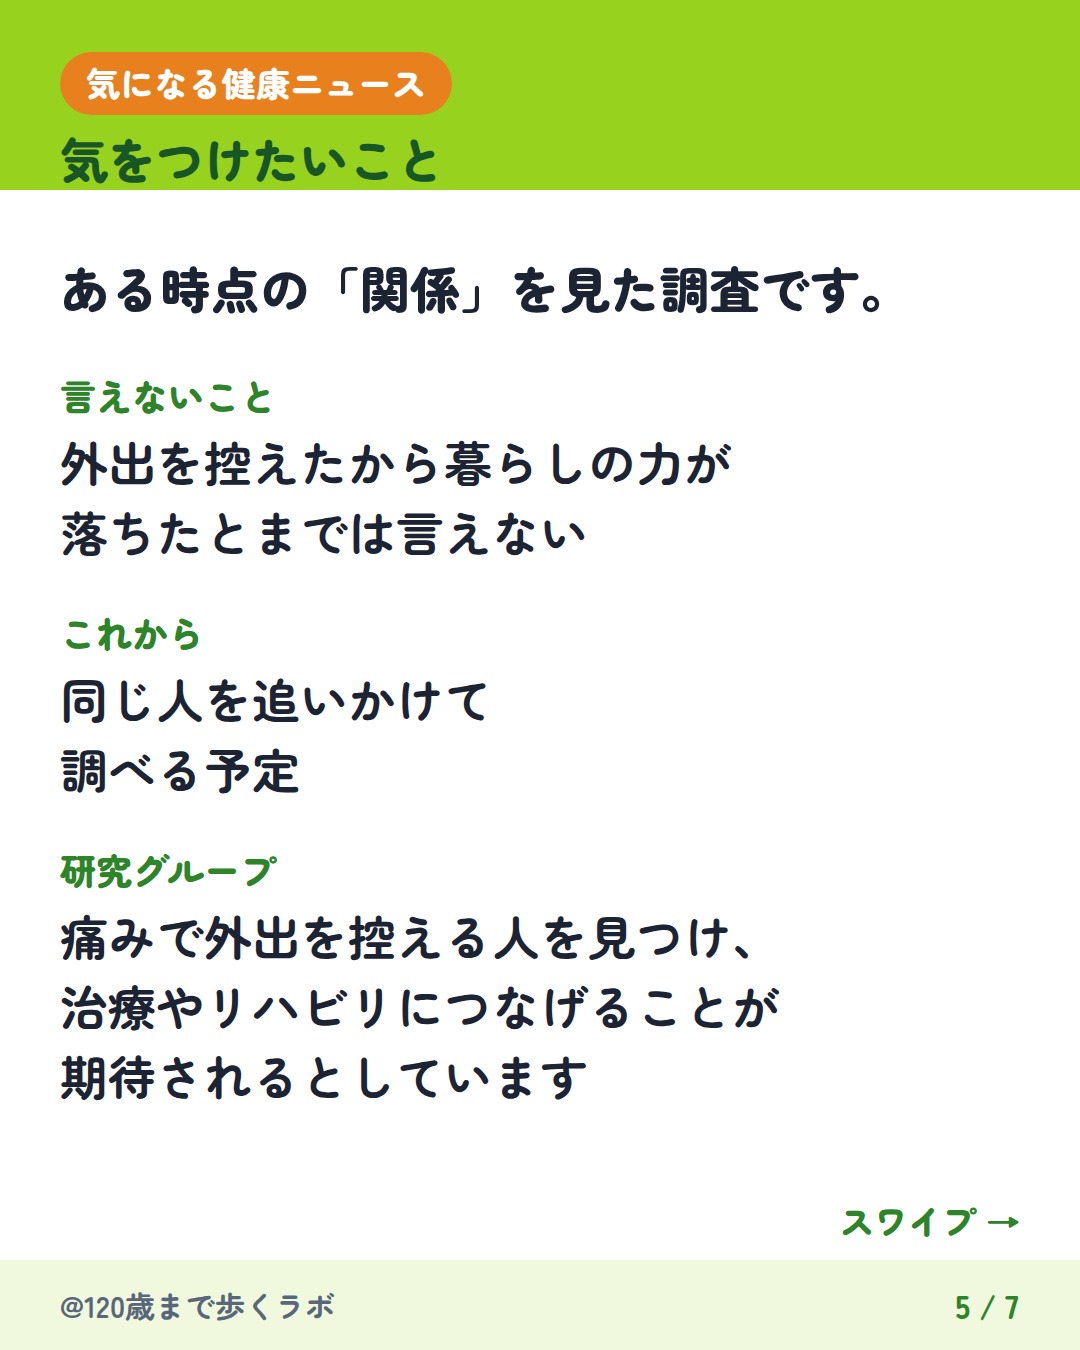 気になる健康ニュース
気をつけたいこと
ある時点の「関係」を見た調査です。
言えないこと
外出を控えたから暮らしの力が
落ちたとまでは言えない
これから
同じ人を追いかけて
調べる予定
研究グループ
痛みで外出を控える人を見つけ、
治療やリハビリにつなげることが
期待されるとしています
スワイプ →
@120歳まで歩くラボ
5 / 7